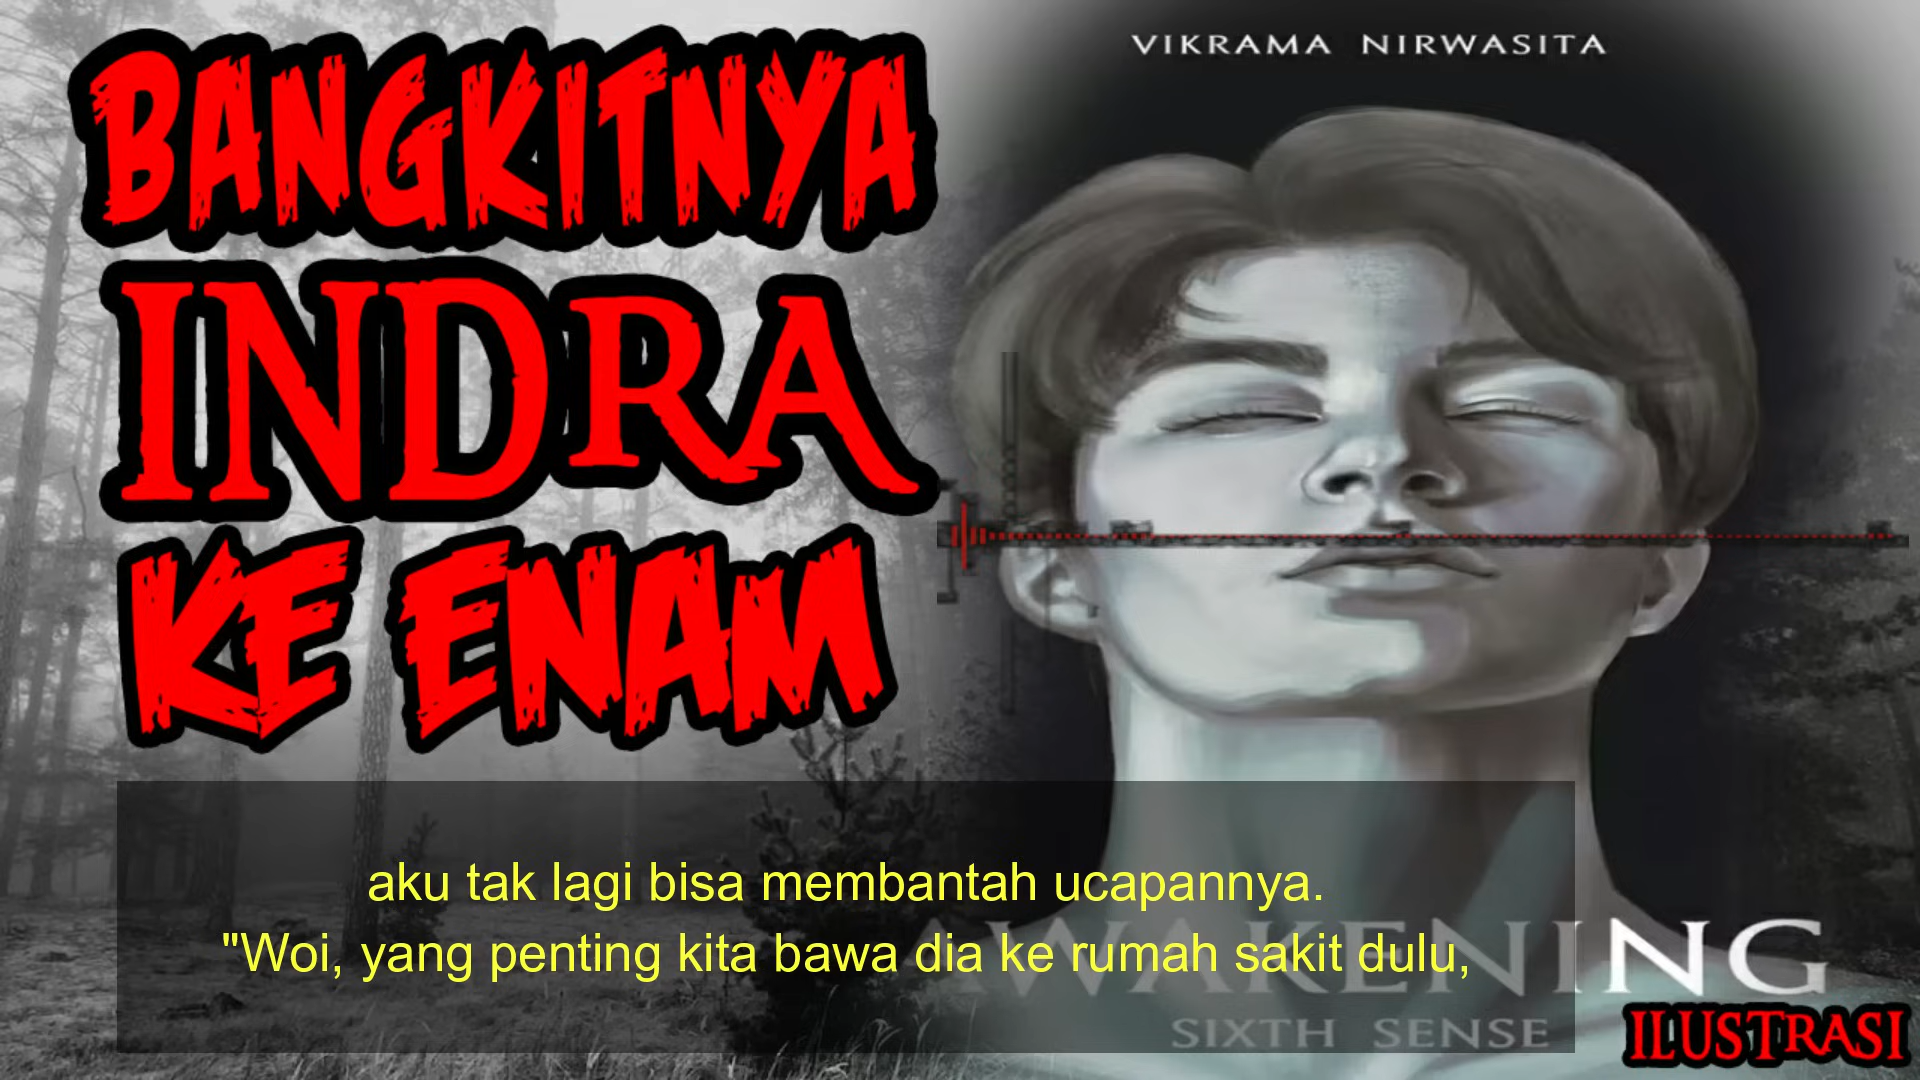 BANGKITNYA
INDRA
KE ENAM
VIKRAMA NIRWASITA
aku tak lagi bisa membantah ucapannya.
"Woi, yang penting kita bawa dia ke rumah sakit dulu,
AWAKENING
SIXTH SENSE
ILUSTRASI